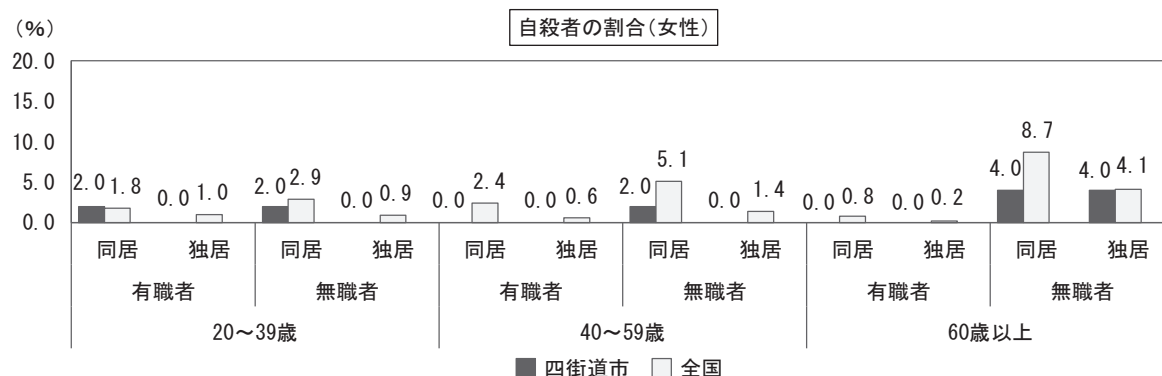 自殺者の割合(女性)
(%)
20.0
15.0
10.0
5.0
0.0
2.0 1.8 0.0 1.0 2.0 2.9 0.0 0.9 0.0 2.4 0.0 0.6 2.0 5.1 0.0 1.4 0.0 0.8 0.0 0.2 4.0 8.7 4.0 4.1
同居 独居 同居 独居 同居 独居 同居 独居 同居 独居 同居 独居
有職者 無職者 有職者 無職者 有職者 無職者
20~39歳 40~59歳 60歳以上
四街道市 全国